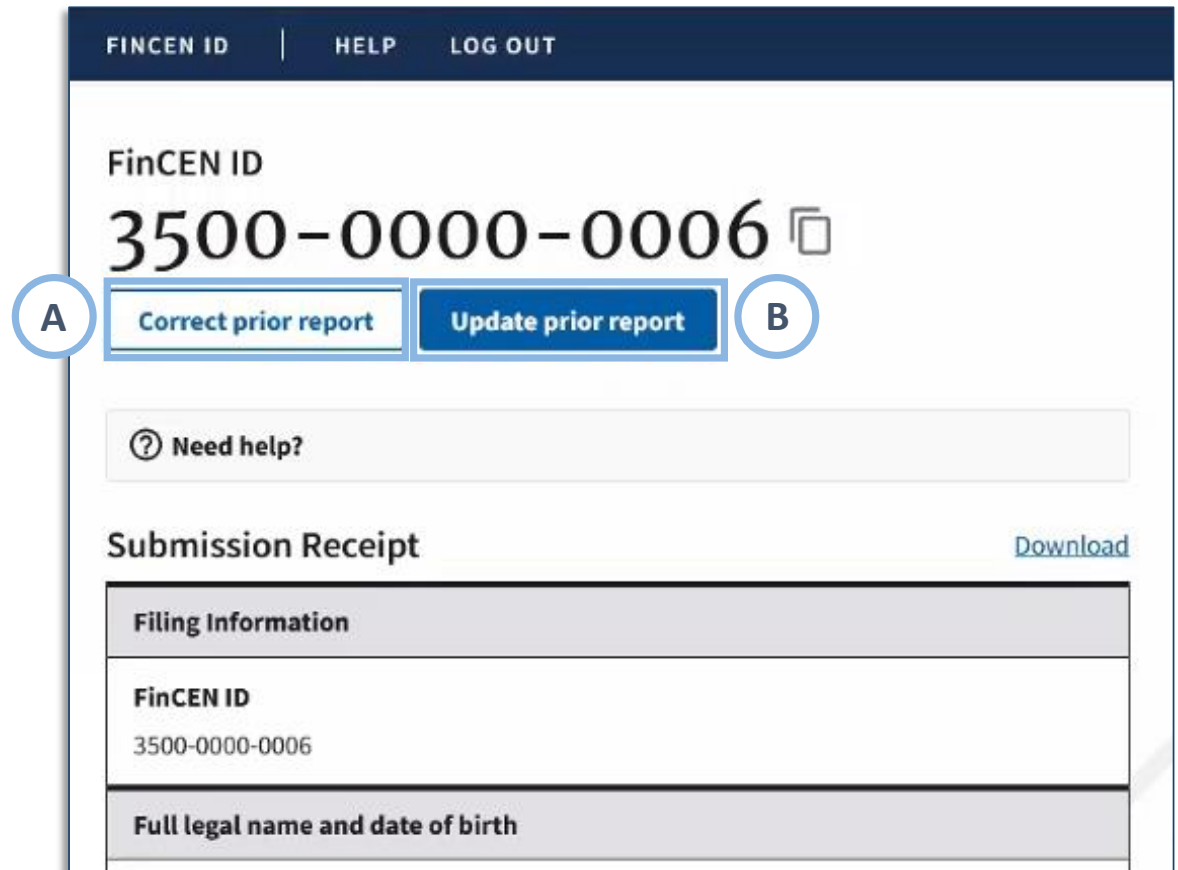 FINCEN ID | HELP LOG OUT
FinCEN ID
3500-0000-0006
A Correct prior report Update prior report B
Need help?
Submission Receipt Download
Filing Information
FinCEN ID
3500-0000-0006
Full legal name and date of birth